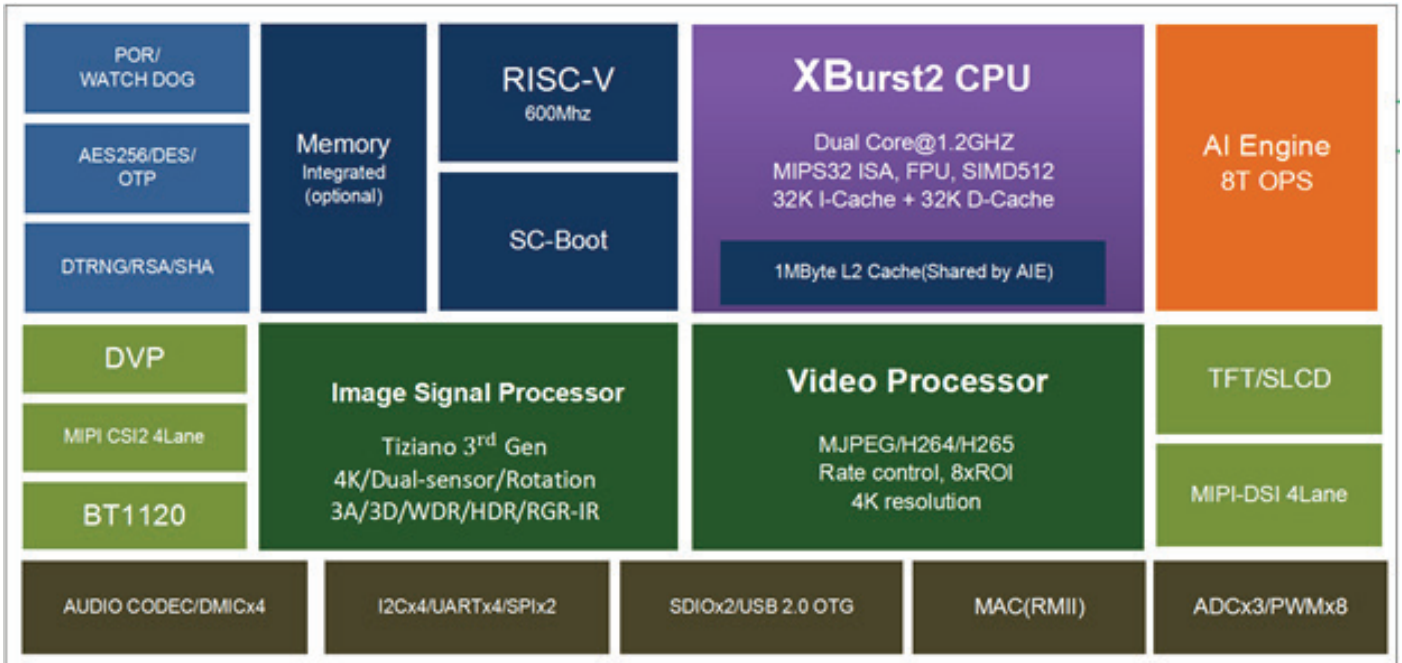 POR/
WATCH DOG
AES256/DES/
OTP
DTRNG/RSA/SHA
Memory
Integrated
(optional)
RISC-V
600Mhz
SC-Boot
XBurst2 CPU
Dual Core@1.2GHZ
MIPS32 ISA, FPU, SIMD512
32K I-Cache + 32K D-Cache
1MByte L2 Cache(Shared by AIE)
AI Engine
8T OPS
DVP
MIPI CSI2 4Lane
BT1120
Image Signal Processor
Tiziano 3rd Gen
4K/Dual-sensor/Rotation
3A/3D/WDR/HDR/RGR-IR
Video Processor
MJPEG/H264/H265
Rate control, 8xROI
4K resolution
TFT/SLCD
MIPI-DSI 4Lane
AUDIO CODEC/DMICx4
I2Cx4/UARTx4/SPIx2
SDIOx2/USB 2.0 OTG
MAC(RMII)
ADCx3/PWMx8